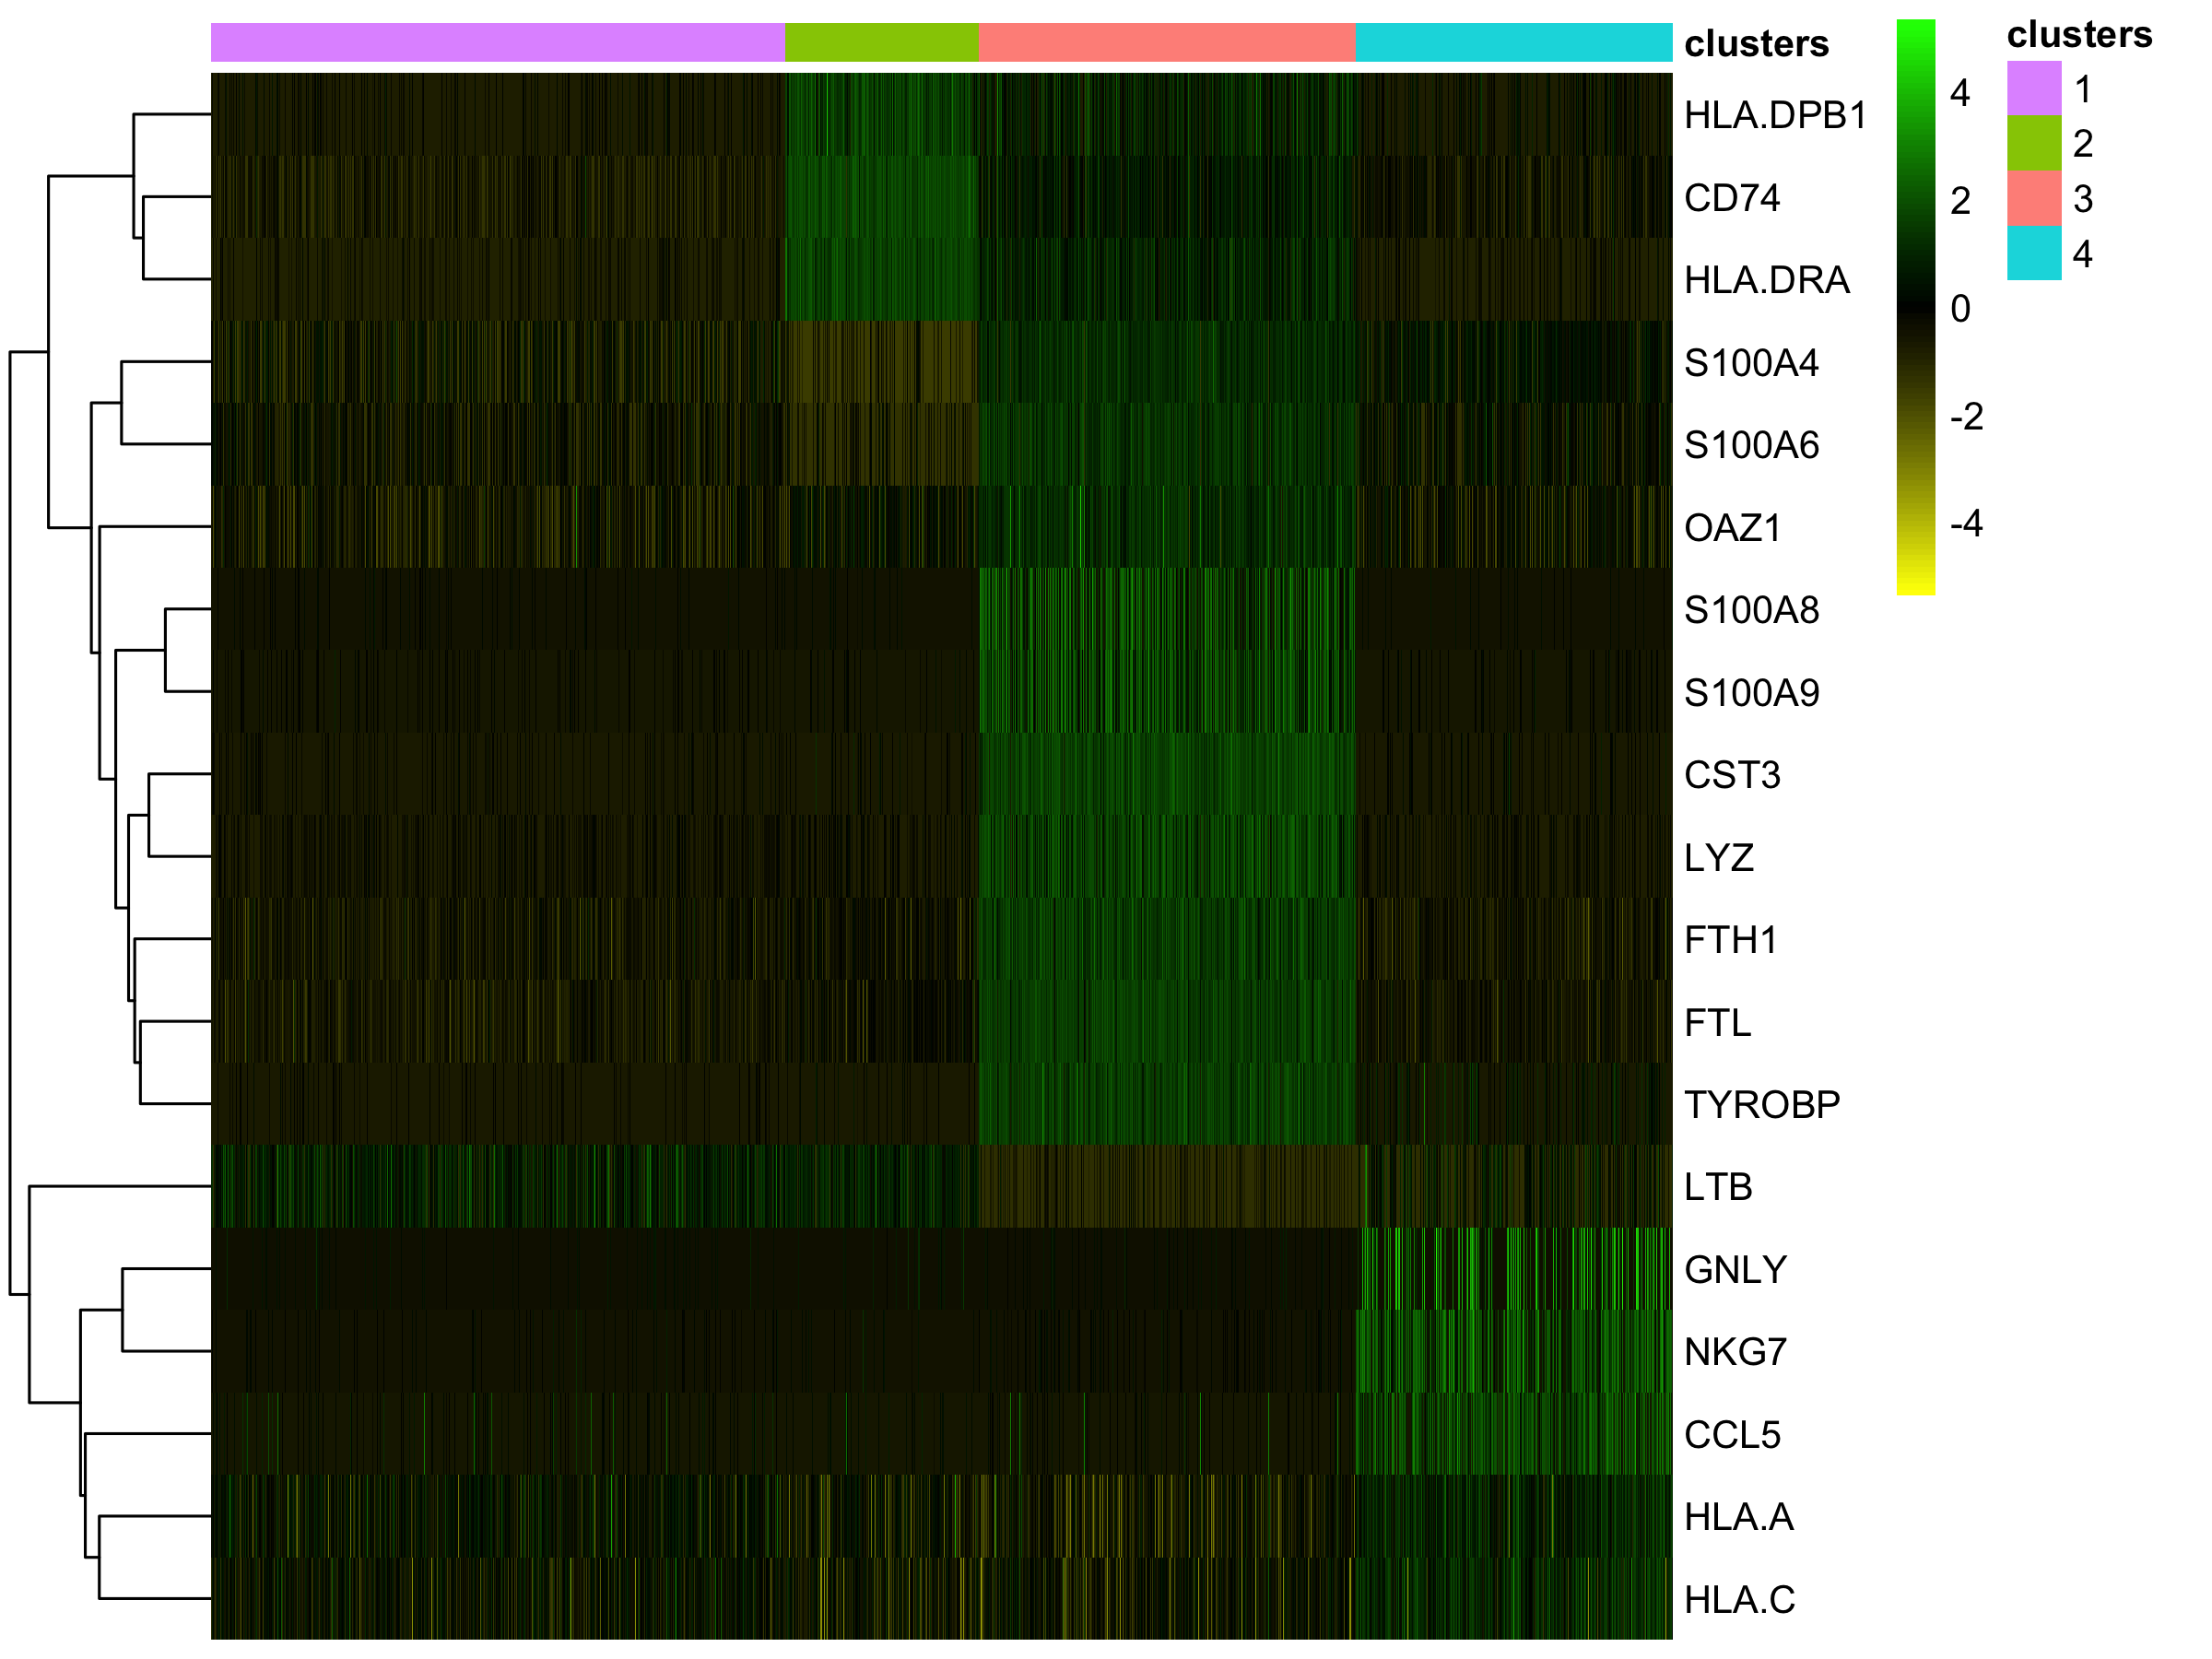 clusters
HLA.DPB1
CD74
HLA.DRA
S100A4
S100A6
OAZ1
S100A8
S100A9
CST3
LYZ
FTH1
FTL
TYROBP
LTB
GNLY
NKG7
CCL5
HLA.A
HLA.C
4
2
0
-2
-4
clusters
1
2
3
4